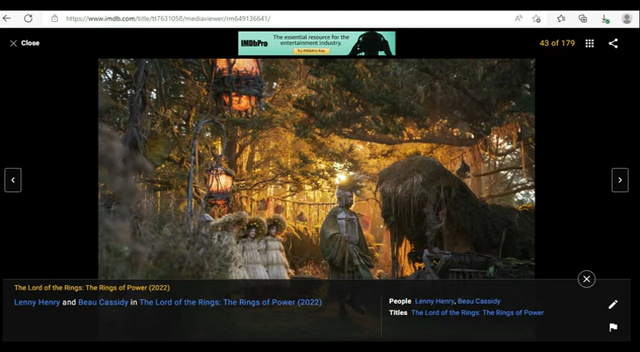 https://www.imdb.com/title/tt7631058/mediaviewer/rm649136641/
Close
IMDbPro
The essential resource for the
entertainment industry.
Try IMDbPro free
43 of 179
The Lord of the Rings: The Rings of Power (2022)
Lenny Henry and Beau Cassidy in The Lord of the Rings: The Rings of Power (2022)
People Lenny Henry, Beau Cassidy
Titles The Lord of the Rings: The Rings of Power